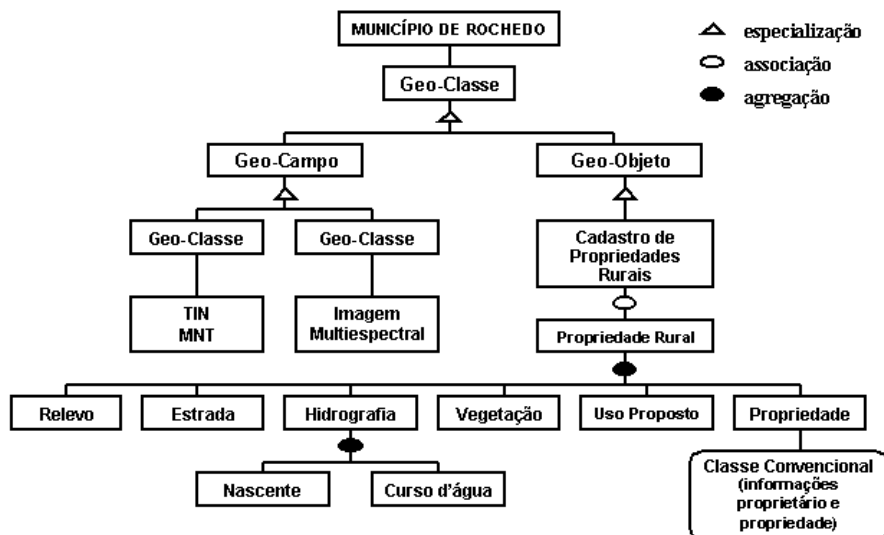 MUNICÍPIO DE ROCHEDO
especialização
associação
agregação
Geo-Classe
Geo-Campo
Geo-Objeto
Geo-Classe
Geo-Classe
Cadastro de
Propriedades
Rurais
TIN
MNT
Imagem
Multiespectral
Propriedade Rural
Relevo
Estrada
Hidrografia
Vegetação
Uso Proposto
Propriedade
Nascente
Curso d'água
Classe Convencional
(informações
proprietário e
propriedade)